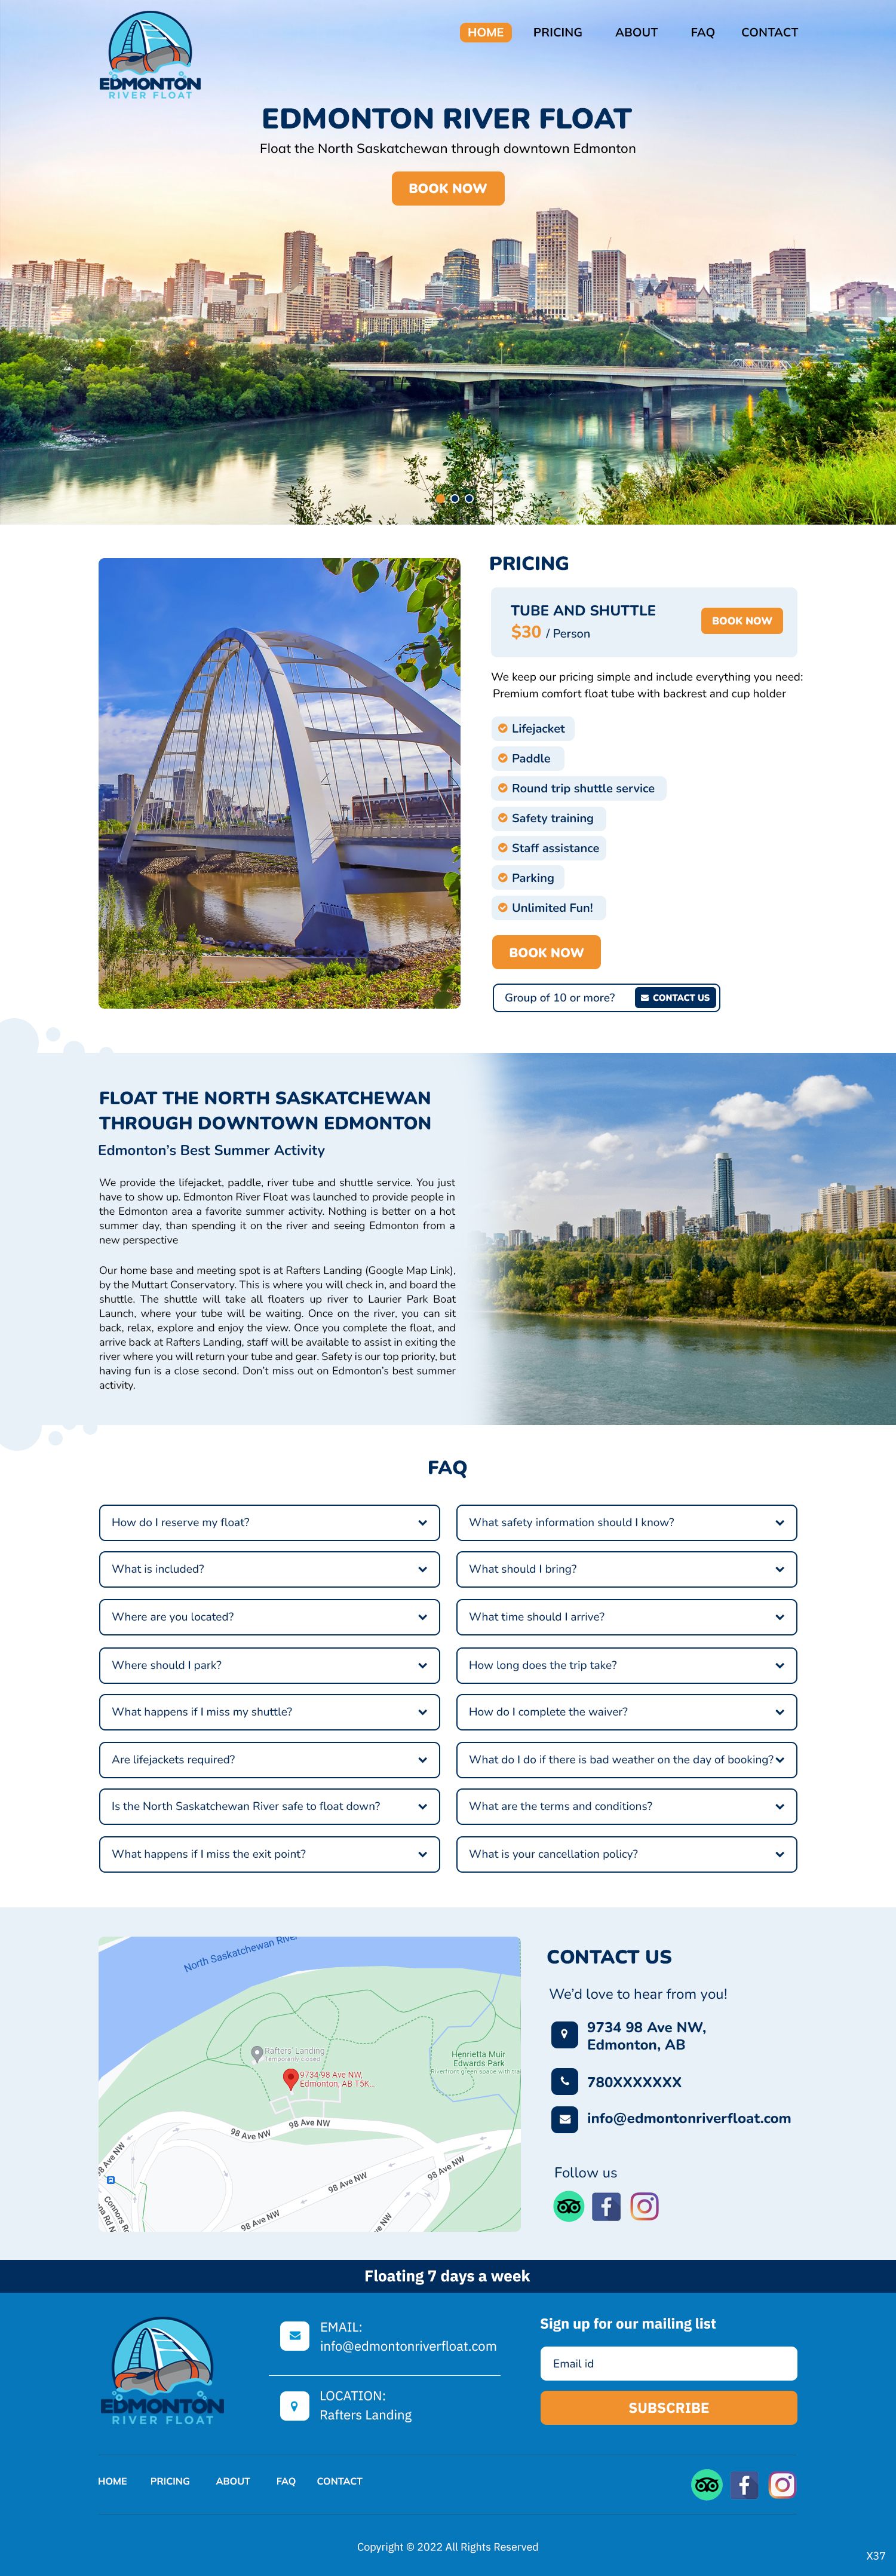 HOME PRICING ABOUT FAQ CONTACT
EDMONTON
RIVER FLOAT
EDMONTON RIVER FLOAT
Float the North Saskatchewan through downtown Edmonton
BOOK NOW
PRICING
TUBE AND SHUTTLE
$30 / Person
BOOK NOW
We keep our pricing simple and include everything you need:
Premium comfort float tube with backrest and cup holder
Lifejacket
Paddle
Round trip shuttle service
Safety training
Staff assistance
Parking
Unlimited Fun!
BOOK NOW
Group of 10 or more? CONTACT US
FLOAT THE NORTH SASKATCHEWAN
THROUGH DOWNTOWN EDMONTON
Edmonton's Best Summer Activity
We provide the lifejacket, paddle, river tube and shuttle service. You just
have to show up. Edmonton River Float was launched to provide people in
the Edmonton area a favorite summer activity. Nothing is better on a hot
summer day, than spending it on the river and seeing Edmonton from a
new perspective
Our home base and meeting spot is at Rafters Landing (Google Map Link),
by the Muttart Conservatory. This is where you will check in, and board the
shuttle. The shuttle will take all floaters up river to Laurier Park Boat
Launch, where your tube will be waiting. Once on the river, you can sit
back, relax, explore and enjoy the view. Once you complete the float, and
arrive back at Rafters Landing, staff will be available to assist in exiting the
river where you will return your tube and gear. Safety is our top priority, but
having fun is a close second. Don't miss out on Edmonton's best summer
activity.
FAQ
How do I reserve my float?
What safety information should I know?
What is included?
What should I bring?
Where are you located?
What time should I arrive?
Where should I park?
How long does the trip take?
What happens if I miss my shuttle?
How do I complete the waiver?
Are lifejackets required?
What do I do if there is bad weather on the day of booking?
Is the North Saskatchewan River safe to float down?
What are the terms and conditions?
What happens if I miss the exit point?
What is your cancellation policy?
North Saskatchewan River
Rafters Landing
Temporarily closed
9734 98 Ave NW,
Edmonton, AB T5K...
Henrietta Muir
Edwards Park
Riverfront green space with trai
98 Ave NW
98 Ave NW
98 Ave NW
98 Ave NW
98 Ave NW
98 Ave NW
Connors Ro
na Rd N
ve NW
CONTACT US
We'd love to hear from you!
9734 98 Ave NW,
Edmonton, AB
780XXXXXXX
info@edmontonriverfloat.com
Follow us
Floating 7 days a week
EDMONTON
RIVER FLOAT
EMAIL:
info@edmontonriverfloat.com
LOCATION:
Rafters Landing
Sign up for our mailing list
Email id
SUBSCRIBE
HOME PRICING ABOUT FAQ CONTACT
Copyright © 2022 All Rights Reserved
X37